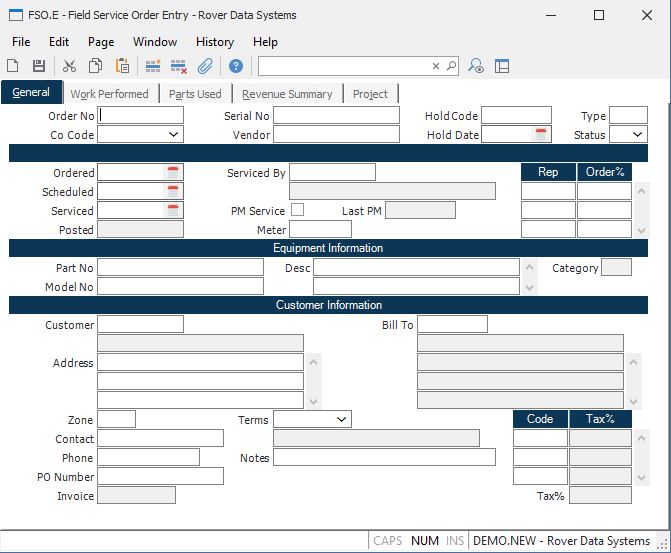 FSO.E - Field Service Order Entry - Rover Data Systems
File Edit Page Window History Help
General Work Performed Parts Used Revenue Summary Project
Order No Serial No Hold Code Type
Co Code Vendor Hold Date Status
Ordered Serviced By Rep Order%
Scheduled
Serviced PM Service Last PM
Posted Meter
Equipment Information
Part No Desc Category
Model No
Customer Information
Customer Bill To
Address
Zone Terms Code Tax%
Contact
Phone Notes
PO Number
Invoice Tax%
CAPS NUM INS DEMO.NEW - Rover Data Systems